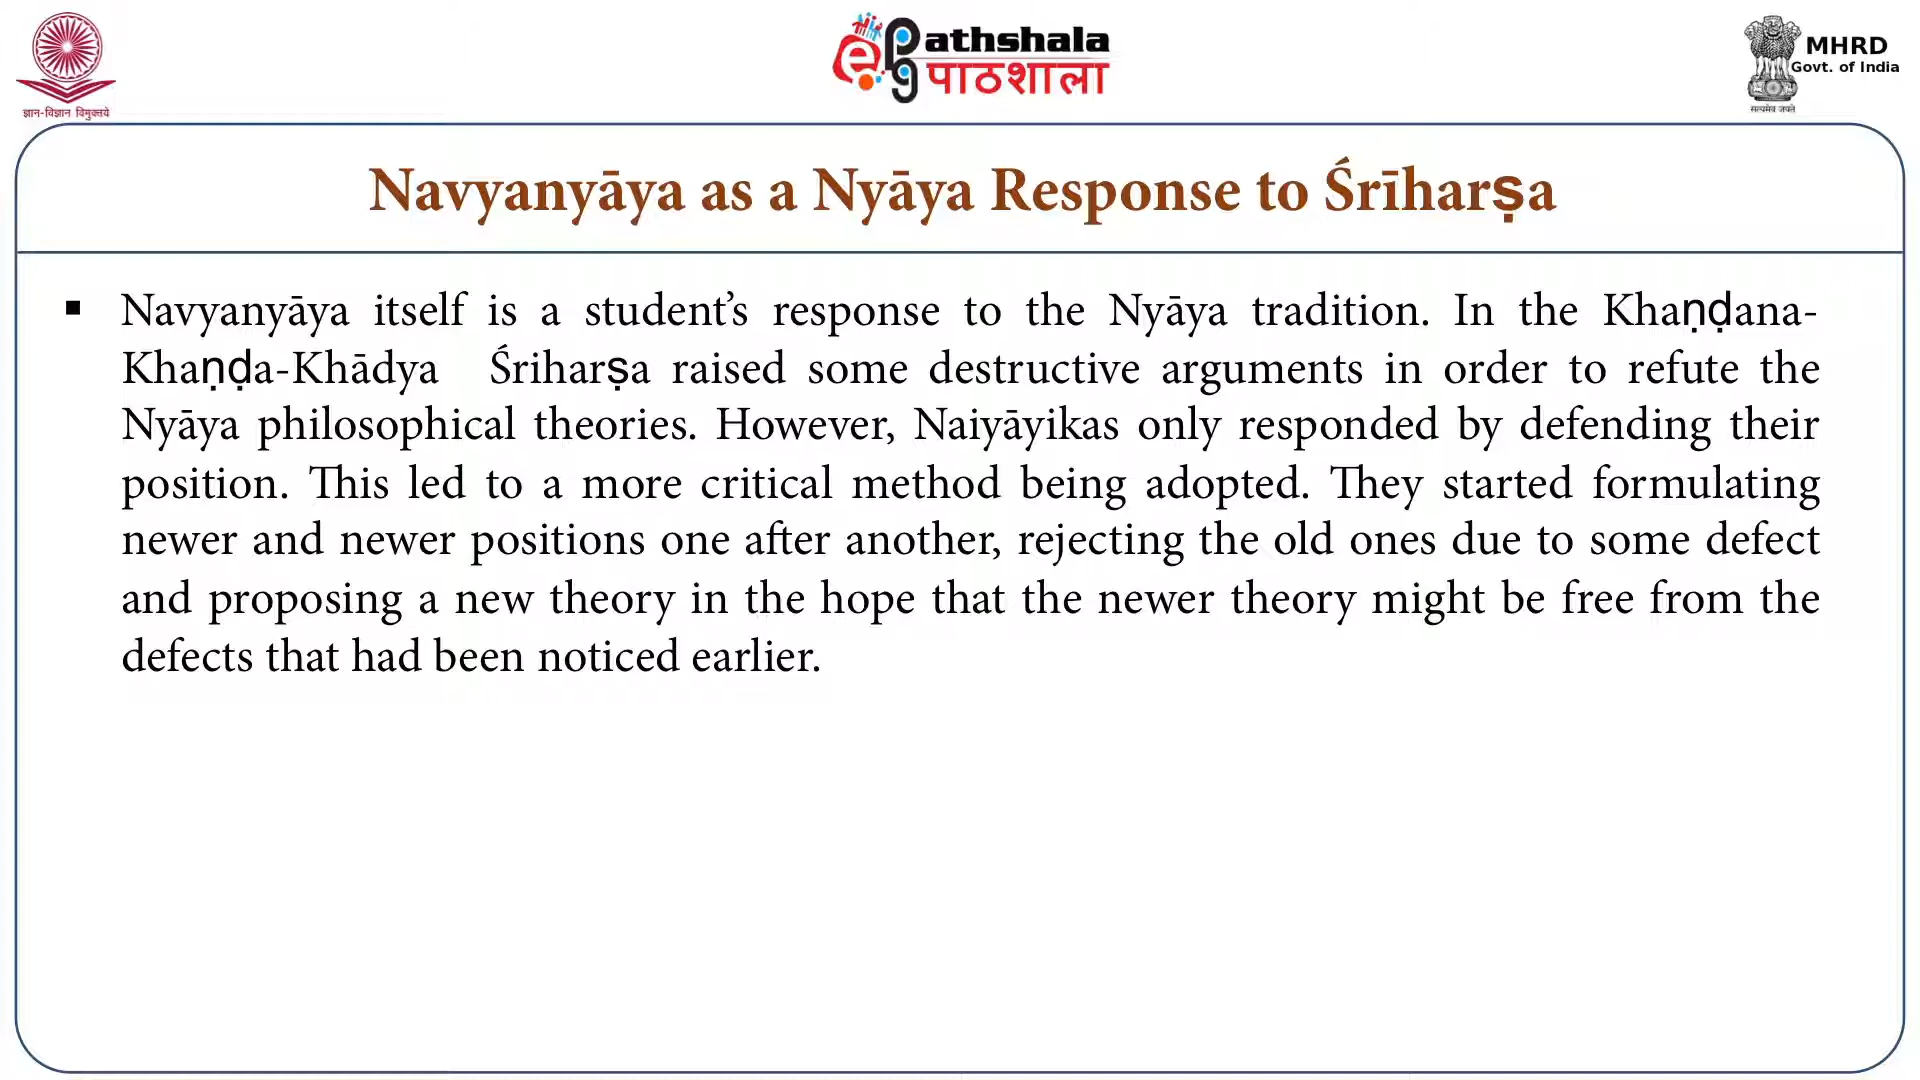 ज्ञान-विज्ञान विमुक्तये
ePg athshala
पाठशाला
MHRD
Govt. of India
सत्यमेव जयते
Navyanyāya as a Nyāya Response to Śrīharṣa
▪ Navyanyāya itself is a student’s response to the Nyāya tradition. In the Khaṇḍana-
Khaṇḍa-Khādya Śriharṣa raised some destructive arguments in order to refute the
Nyāya philosophical theories. However, Naiyāyikas only responded by defending their
position. This led to a more critical method being adopted. They started formulating
newer and newer positions one after another, rejecting the old ones due to some defect
and proposing a new theory in the hope that the newer theory might be free from the
defects that had been noticed earlier.